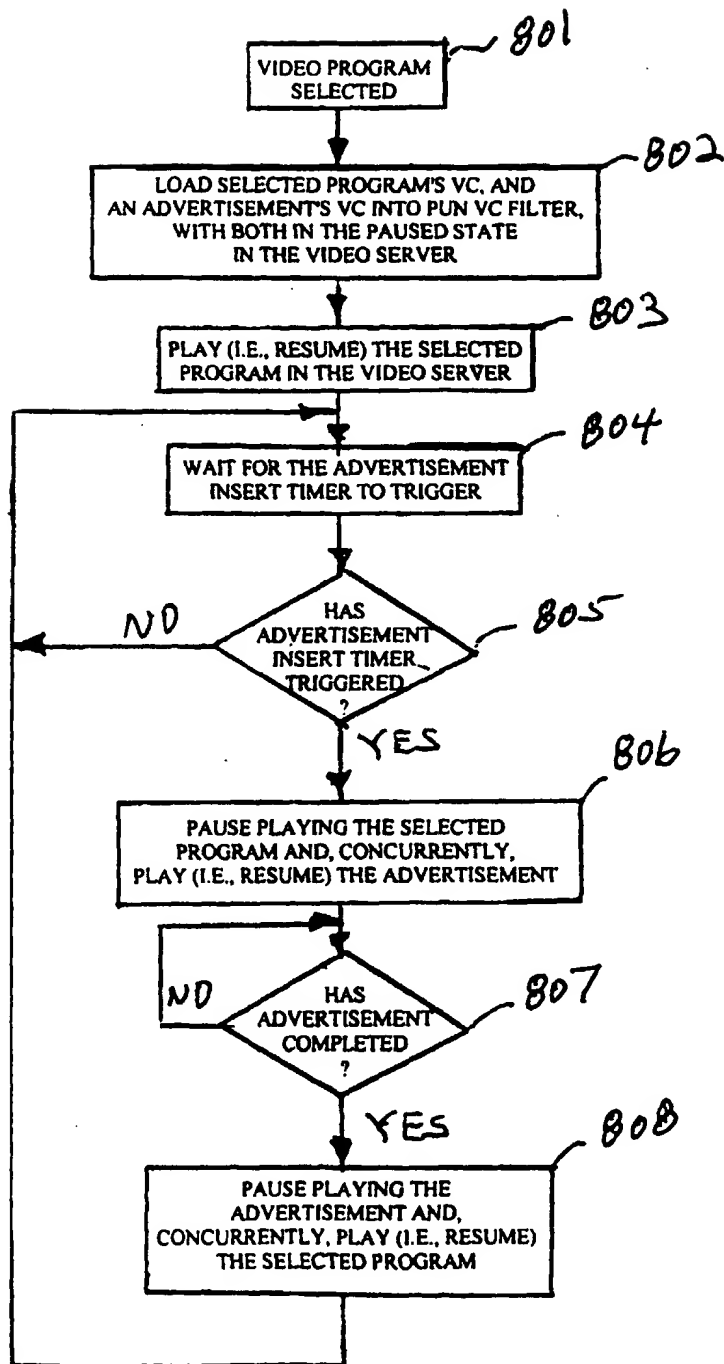 801
VIDEO PROGRAM
SELECTED
802
LOAD SELECTED PROGRAM'S VC, AND
AN ADVERTISEMENT'S VC INTO PUN VC FILTER,
WITH BOTH IN THE PAUSED STATE
IN THE VIDEO SERVER
803
PLAY (I.E., RESUME) THE SELECTED
PROGRAM IN THE VIDEO SERVER
804
WAIT FOR THE ADVERTISEMENT
INSERT TIMER TO TRIGGER
805
HAS
ADVERTISEMENT
INSERT TIMER
TRIGGERED
?
NO
YES
806
PAUSE PLAYING THE SELECTED
PROGRAM AND, CONCURRENTLY,
PLAY (I.E., RESUME) THE ADVERTISEMENT
807
HAS
ADVERTISEMENT
COMPLETED
?
NO
YES
808
PAUSE PLAYING THE
ADVERTISEMENT AND,
CONCURRENTLY, PLAY (I.E., RESUME)
THE SELECTED PROGRAM